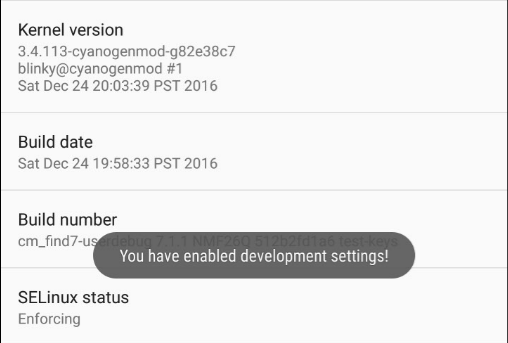 Kernel version
3.4.113-cyanogenmod-g82e38c7
blinky@cyanogenmod #1
Sat Dec 24 20:03:39 PST 2016
Build date
Sat Dec 24 19:58:33 PST 2016
Build number
cm_find7-userdebug 7.1.1 NMF26Q 512b2fd1a6 test-keys
You have enabled development settings!
SELinux status
Enforcing